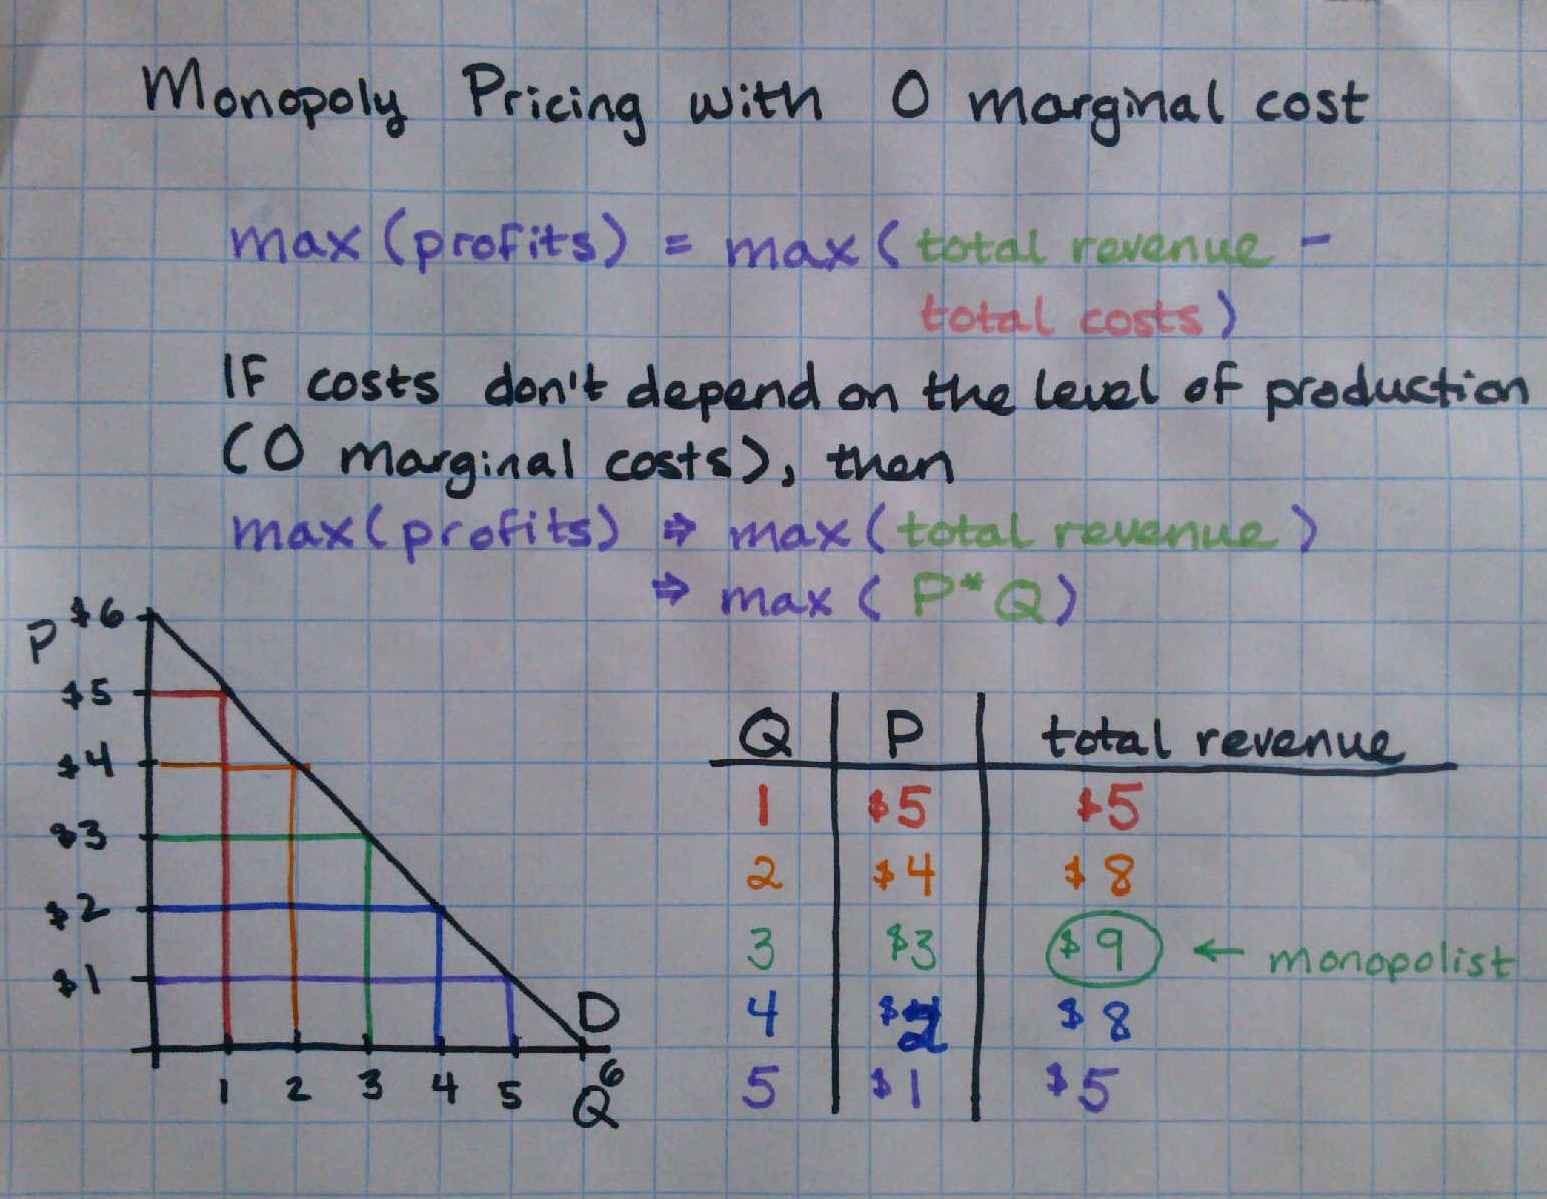 Monopoly Pricing with 0 marginal cost
max (profits) = max (total revenue -
total costs)
IF costs don't depend on the level of production
(0 marginal costs), then
max (profits) ⇒ max (total revenue)
⇒ max (P*Q)
P $6
$5
$4
$3
$2
$1
D
1 2 3 4 5 6
Q
Q P total revenue
1 $5 $5
2 $4 $8
3 $3 $9 ← monopolist
4 $2 $8
5 $1 $5